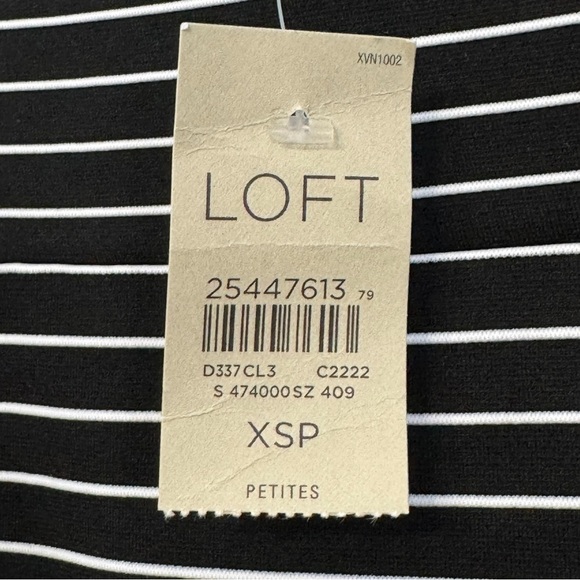 XVN1002
LOFT
25447613 79
D337CL3 C2222
S 474000SZ 409
XSP
PETITES